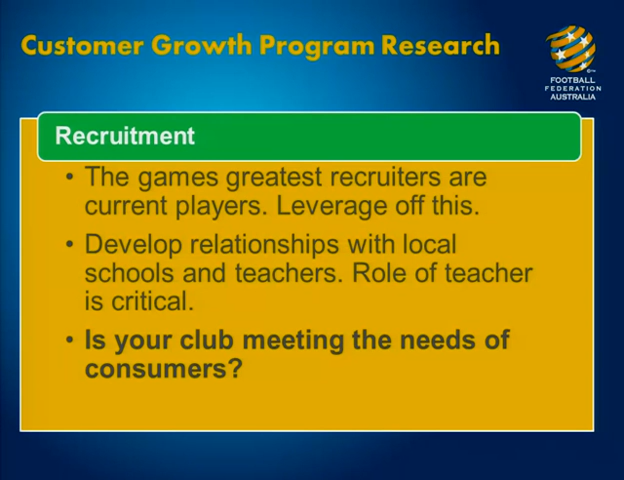 Customer Growth Program Research
FOOTBALL
FEDERATION
AUSTRALIA
Recruitment
• The games greatest recruiters are
current players. Leverage off this.
• Develop relationships with local
schools and teachers. Role of teacher
is critical.
• Is your club meeting the needs of
consumers?